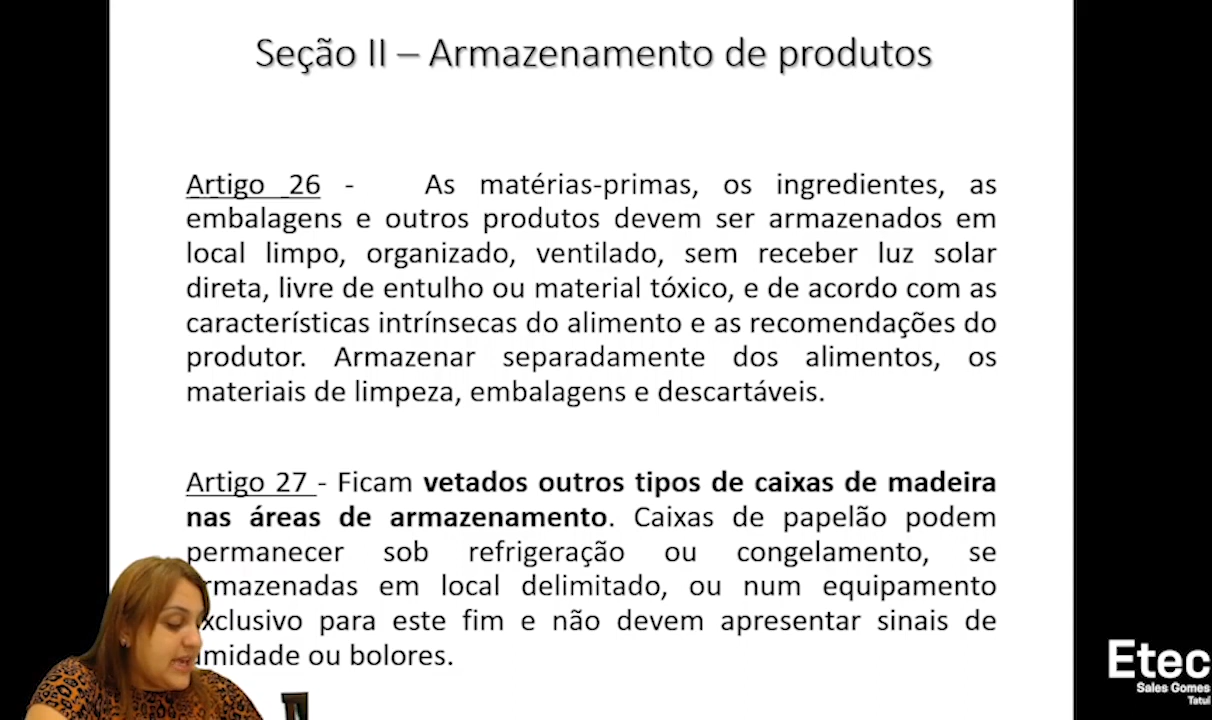 Seção II – Armazenamento de produtos
Artigo 26 - As matérias-primas, os ingredientes, as
embalagens e outros produtos devem ser armazenados em
local limpo, organizado, ventilado, sem receber luz solar
direta, livre de entulho ou material tóxico, e de acordo com as
características intrínsecas do alimento e as recomendações do
produtor. Armazenar separadamente dos alimentos, os
materiais de limpeza, embalagens e descartáveis.
Artigo 27 - Ficam vetados outros tipos de caixas de madeira
nas áreas de armazenamento. Caixas de papelão podem
permanecer sob refrigeração ou congelamento, se
rmazenadas em local delimitado, ou num equipamento
xclusivo para este fim e não devem apresentar sinais de
midade ou bolores.
Etec
Sales Gomes
Tatuí